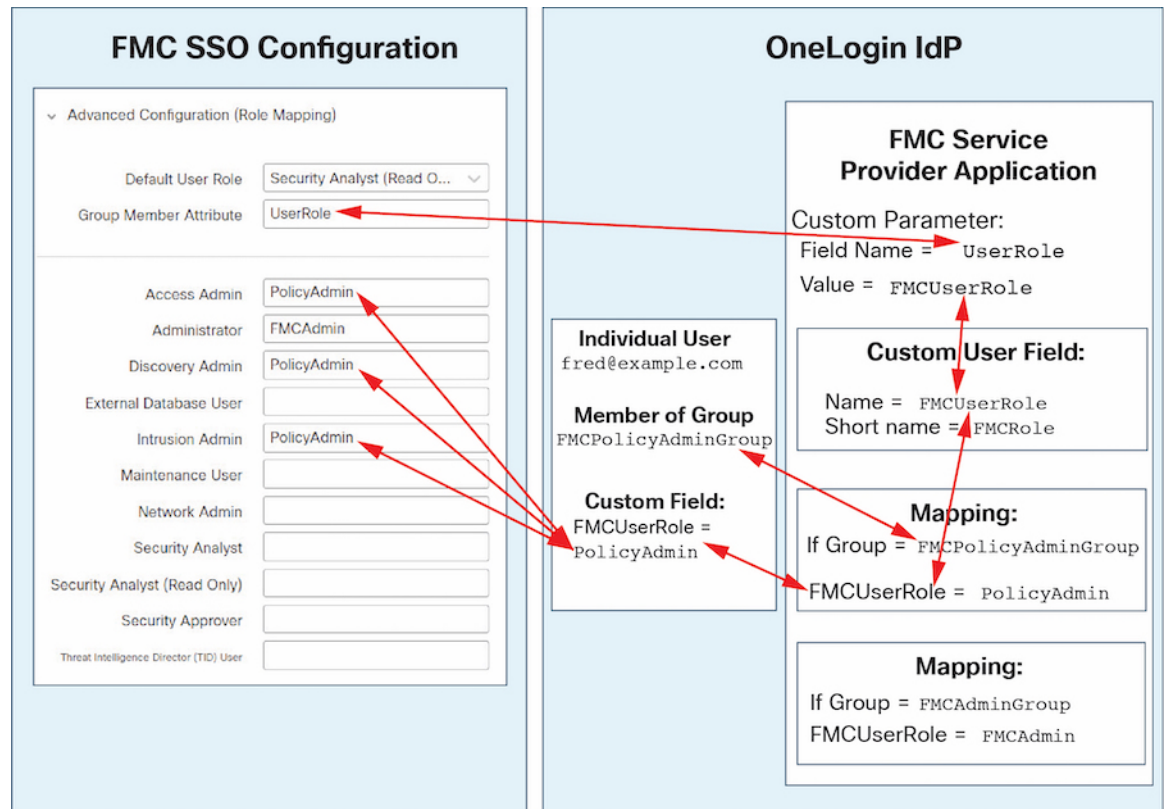 FMC SSO Configuration
Advanced Configuration (Role Mapping)
Default User Role
Security Analyst (Read O...
Group Member Attribute
UserRole
Access Admin
PolicyAdmin
Administrator
FMCAdmin
Discovery Admin
PolicyAdmin
External Database User
Intrusion Admin
PolicyAdmin
Maintenance User
Network Admin
Security Analyst
Security Analyst (Read Only)
Security Approver
Threat Intelligence Director (TID) User
OneLogin IdP
Individual User
fred@example.com
Member of Group
FMCPolicyAdminGroup
Custom Field:
FMCUserRole =
PolicyAdmin
FMC Service
Provider Application
Custom Parameter:
Field Name = UserRole
Value = FMCUserRole
Custom User Field:
Name = FMCUserRole
Short name = FMCRole
Mapping:
If Group = FMCPolicyAdminGroup
FMCUserRole = PolicyAdmin
Mapping:
If Group = FMCAdminGroup
FMCUserRole = FMCAdmin